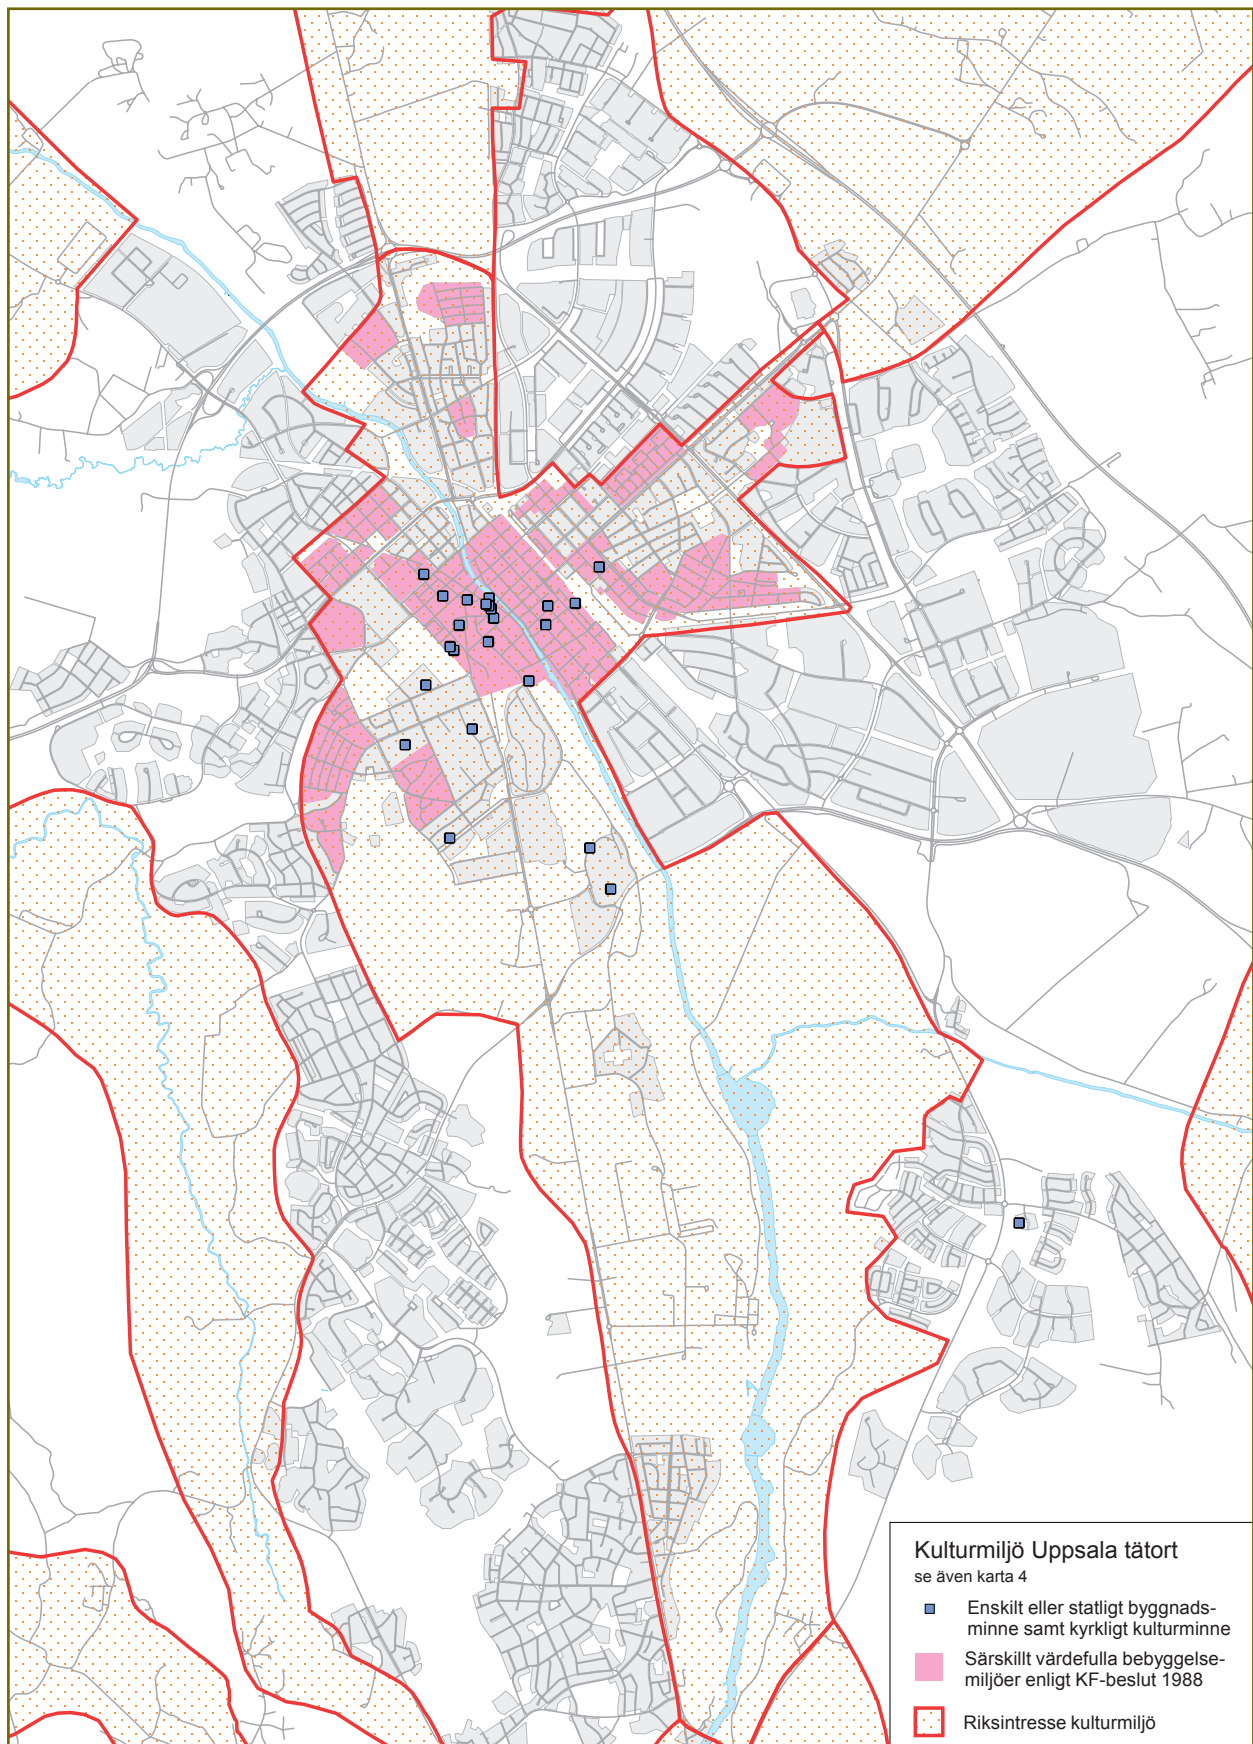 Kulturmiljö Uppsala tätort
se även karta 4
Enskilt eller statligt byggnads-
minne samt kyrkligt kulturminne
Särskillt värdefulla bebyggelse-
miljöer enligt KF-beslut 1988
Riksintresse kulturmiljö